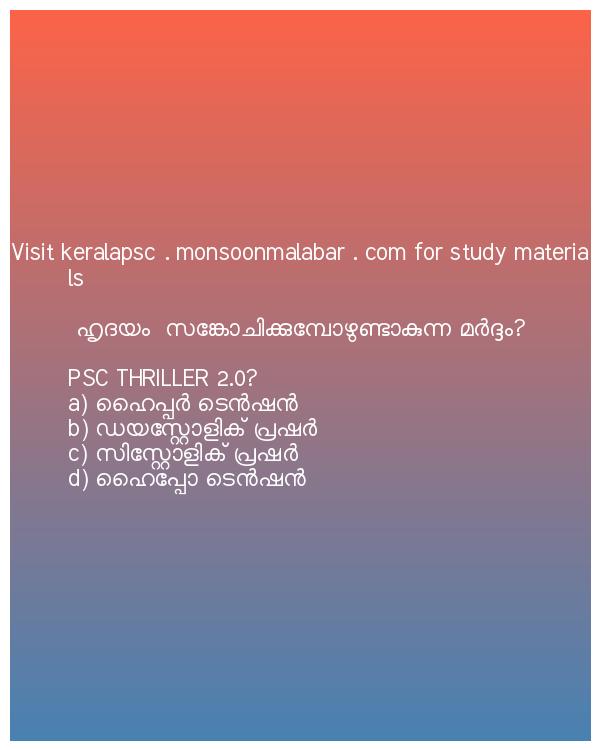 Visit keralapsc . monsoonmalabar . com for study materia
ls
ഹൃദയം  സങ്കോചിക്കുമ്പോഴുണ്ടാകുന്ന മർദ്ദം?
PSC THRILLER 2.0?
a) ഹൈപ്പർ ടെൻഷൻ
b) ഡയസ്റ്റോളിക് പ്രഷർ
c) സിസ്റ്റോളിക് പ്രഷർ
d) ഹൈപ്പോ ടെൻഷൻ